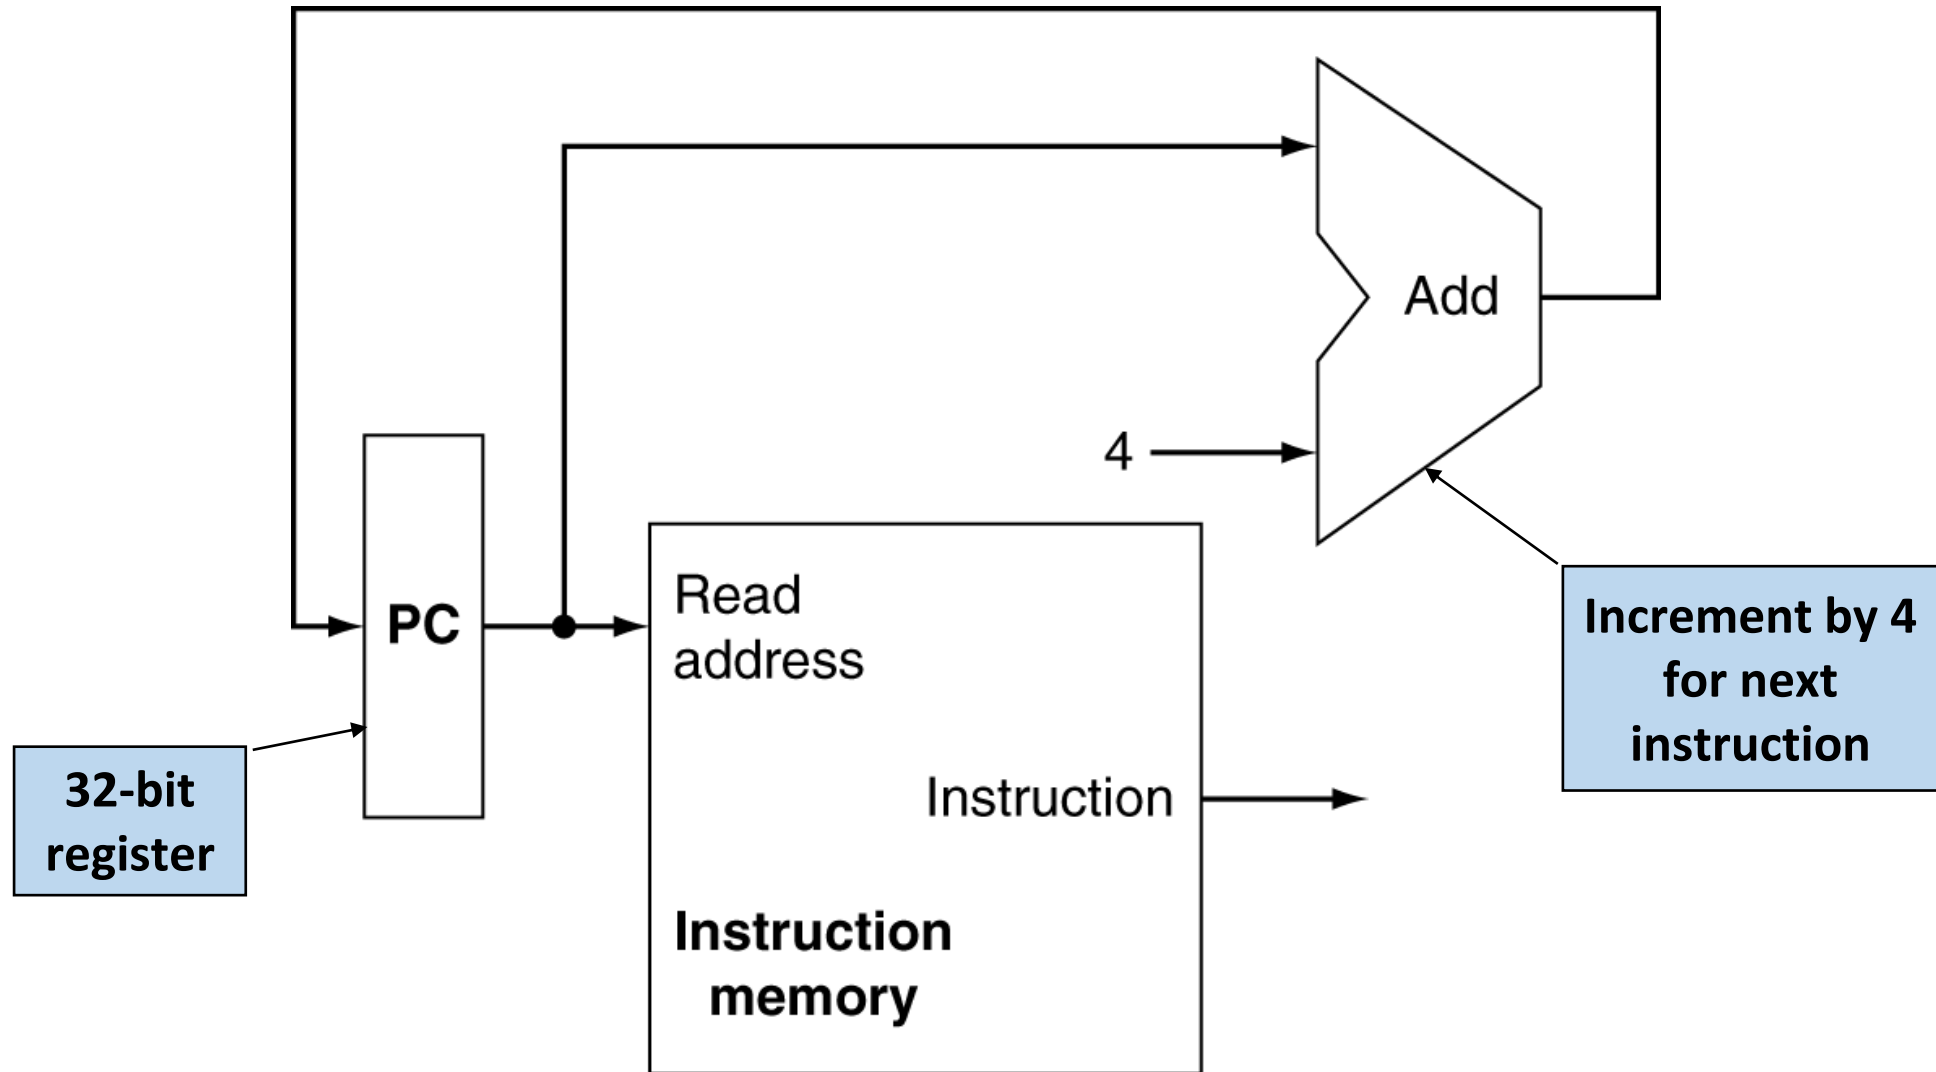 Add
4
PC
Read
address
Increment by 4
for next
instruction
32-bit
register
Instruction
Instruction
memory